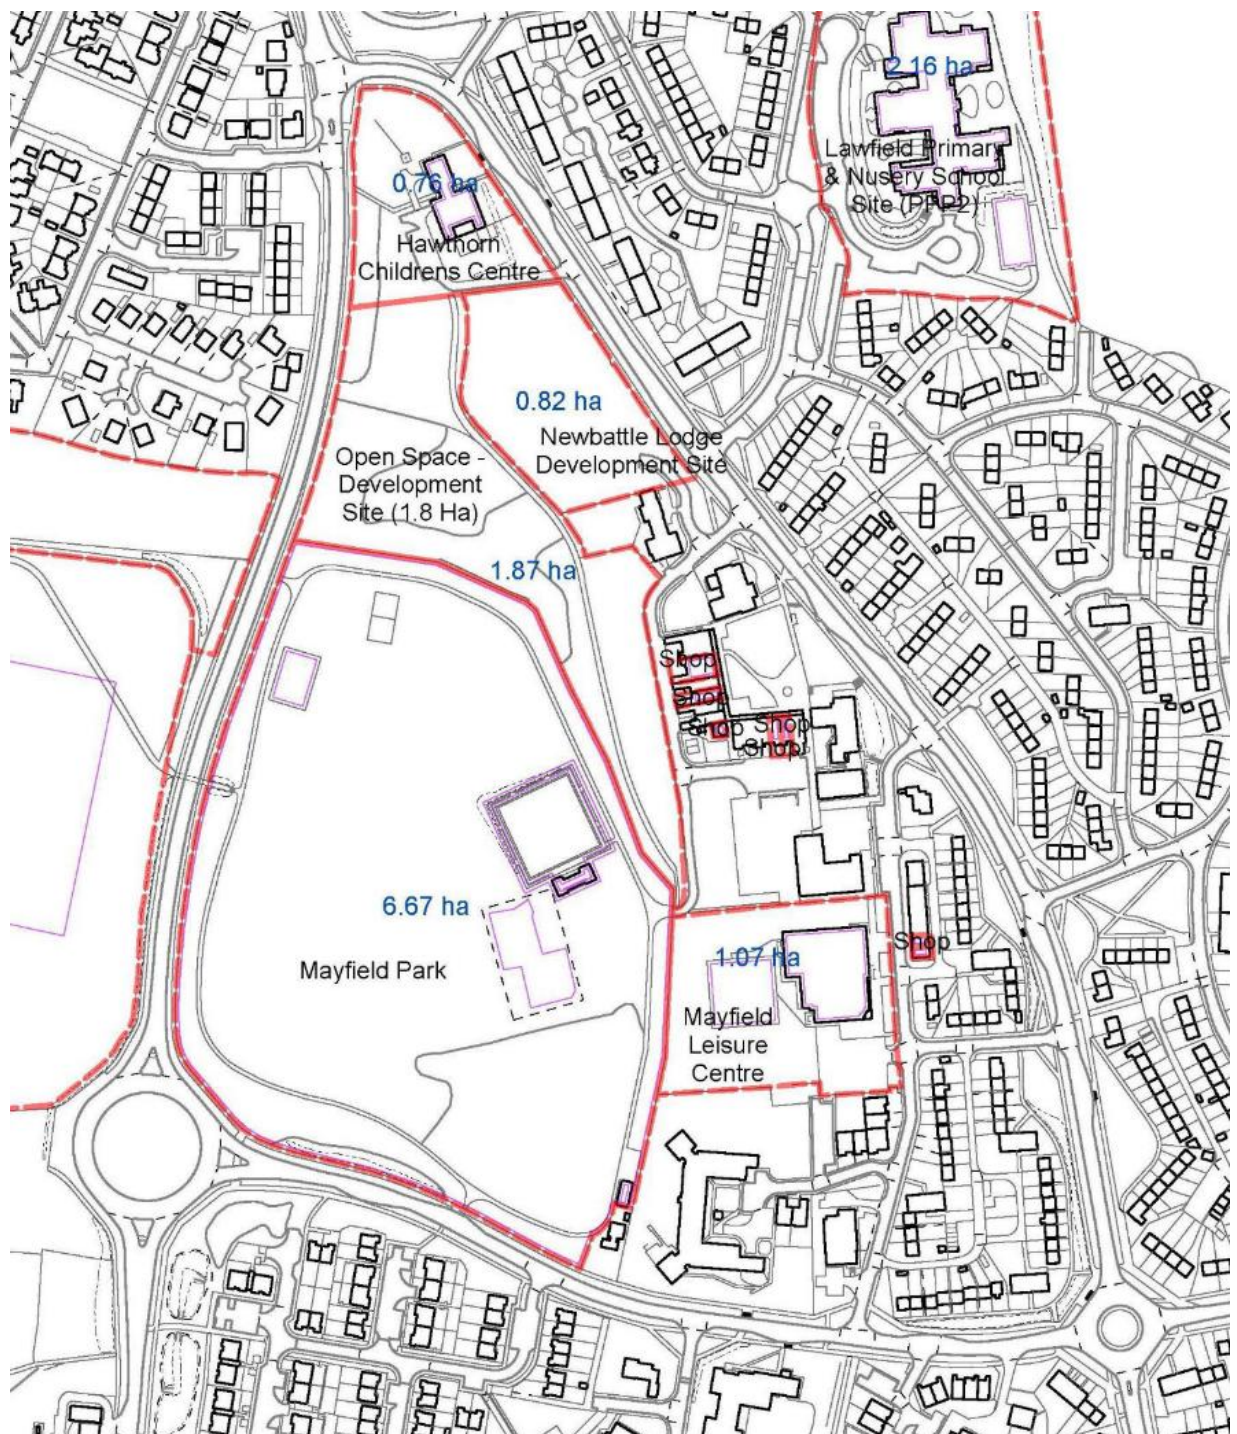 2.16 ha
Lawfield Primary
& Nusery School
Site (PPP2)
0.76 ha
Hawthorn
Childrens Centre
0.82 ha
Newbattle Lodge
Development Site
Open Space -
Development
Site (1.8 Ha)
1.87 ha
Shop
Shop
Shop
Shop
Shop
6.67 ha
Mayfield Park
Shop
1.07 ha
Mayfield
Leisure
Centre